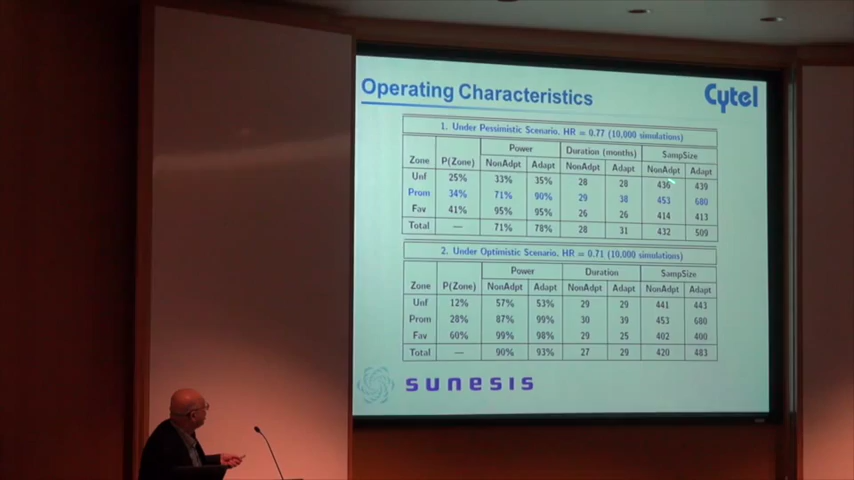 Operating Characteristics
Cytel
1. Under Pessimistic Scenario. HR = 0.77 (10,000 simulations)
Power Duration (months) SampSize
Zone P(Zone) NonAdpt Adapt NonAdpt Adapt NonAdpt Adapt
Unf 25% 33% 35% 28 28 436 439
Prom 34% 71% 90% 29 38 453 680
Fav 41% 95% 95% 26 26 414 413
Total — 71% 78% 28 31 432 509
2. Under Optimistic Scenario. HR = 0.71 (10,000 simulations)
Power Duration SampSize
Zone P(Zone) NonAdpt Adapt NonAdpt Adapt NonAdpt Adapt
Unf 12% 57% 53% 29 29 441 443
Prom 28% 87% 99% 30 39 453 680
Fav 60% 99% 98% 29 25 402 400
Total — 90% 93% 27 29 420 483
sunesis